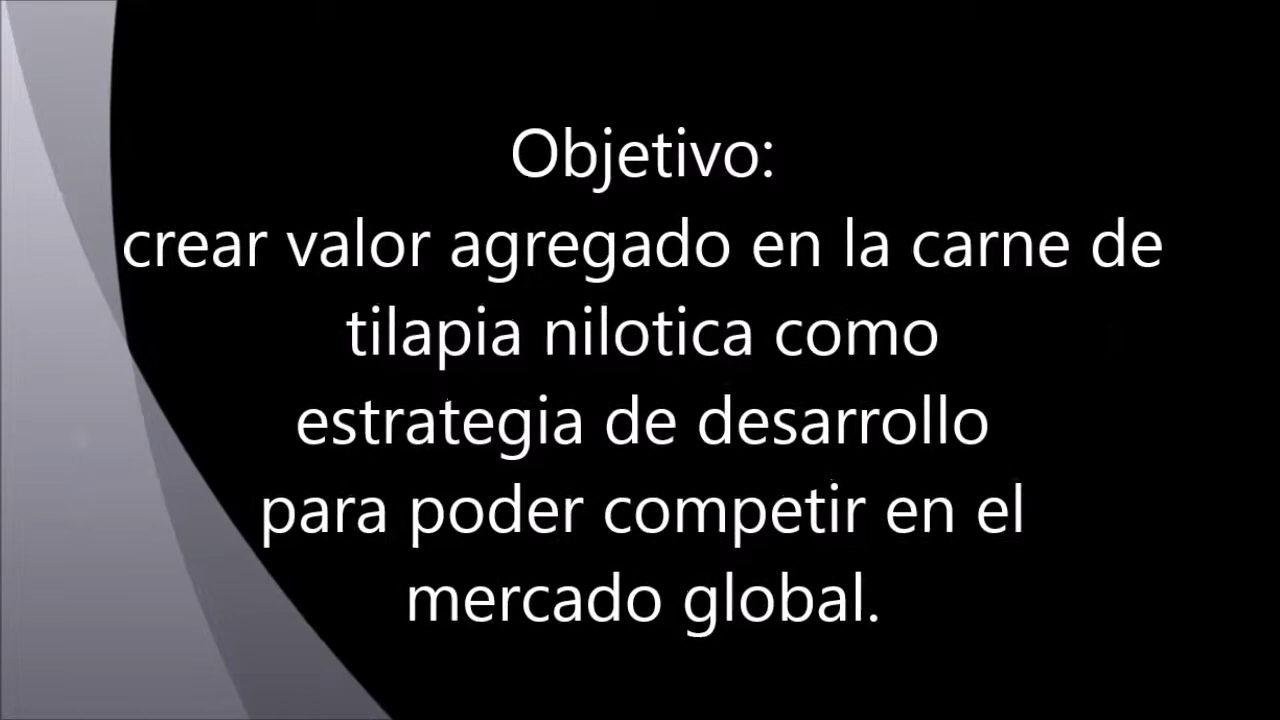 Objetivo:
crear valor agregado en la carne de
tilapia nilotica como
estrategia de desarrollo
para poder competir en el
mercado global.